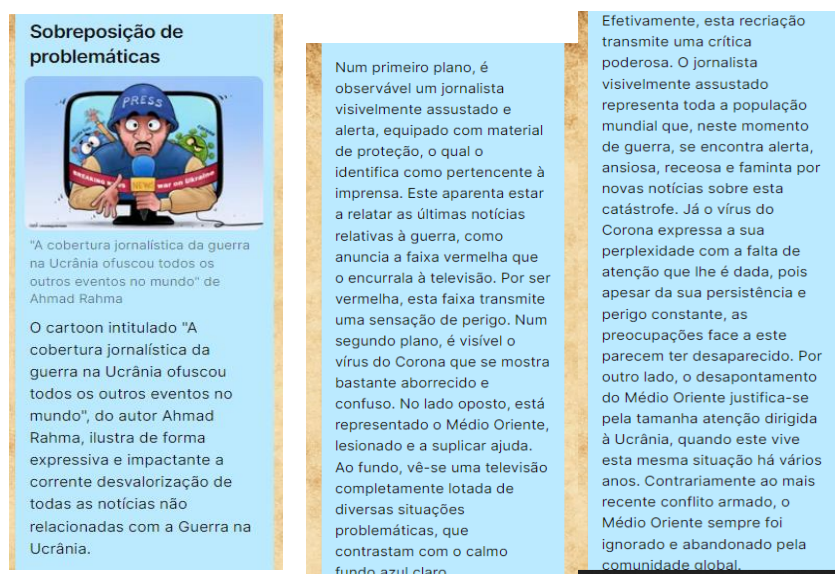 Sobreposição de
problemáticas
PRESS
BREAKING NEWS
NEWS
war on Ukraine
"A cobertura jornalística da guerra
na Ucrânia ofuscou todos os
outros eventos no mundo" de
Ahmad Rahma
O cartoon intitulado "A
cobertura jornalística da
guerra na Ucrânia ofuscou
todos os outros eventos no
mundo", do autor Ahmad
Rahma, ilustra de forma
expressiva e impactante a
corrente desvalorização de
todas as notícias não
relacionadas com a Guerra na
Ucrânia.
Num primeiro plano, é
observável um jornalista
visivelmente assustado e
alerta, equipado com material
de proteção, o qual o
identifica como pertencente à
imprensa. Este aparenta estar
a relatar as últimas notícias
relativas à guerra, como
anuncia a faixa vermelha que
o encurrala à televisão. Por ser
vermelha, esta faixa transmite
uma sensação de perigo. Num
segundo plano, é visível o
vírus do Corona que se mostra
bastante aborrecido e
confuso. No lado oposto, está
representado o Médio Oriente,
lesionado e a suplicar ajuda.
Ao fundo, vê-se uma televisão
completamente lotada de
diversas situações
problemáticas, que
contrastam com o calmo
fundo azul claro.
Efetivamente, esta recriação
transmite uma crítica
poderosa. O jornalista
visivelmente assustado
representa toda a população
mundial que, neste momento
de guerra, se encontra alerta,
ansiosa, receosa e faminta por
novas notícias sobre esta
catástrofe. Já o vírus do
Corona expressa a sua
perplexidade com a falta de
atenção que lhe é dada, pois
apesar da sua persistência e
perigo constante, as
preocupações face a este
parecem ter desaparecido. Por
outro lado, o desapontamento
do Médio Oriente justifica-se
pela tamanha atenção dirigida
à Ucrânia, quando este vive
esta mesma situação há vários
anos. Contrariamente ao mais
recente conflito armado, o
Médio Oriente sempre foi
ignorado e abandonado pela
comunidade global.